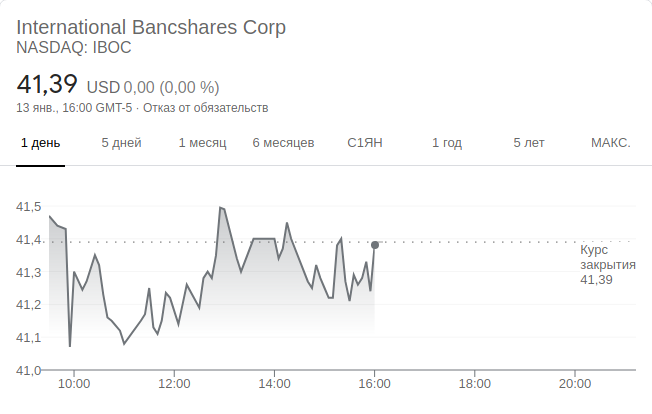 International Bancshares Corp
NASDAQ: IBOC
41,39 USD 0,00 (0,00 %)
13 янв., 16:00 GMT-5 · Отказ от обязательств
1 день 5 дней 1 месяц 6 месяцев С1ЯН 1 год 5 лет МАКС.
41,5
41,4
Курс
закрытия
41,39
41,3
41,2
41,1
41,0
10:00 12:00 14:00 16:00 18:00 20:00